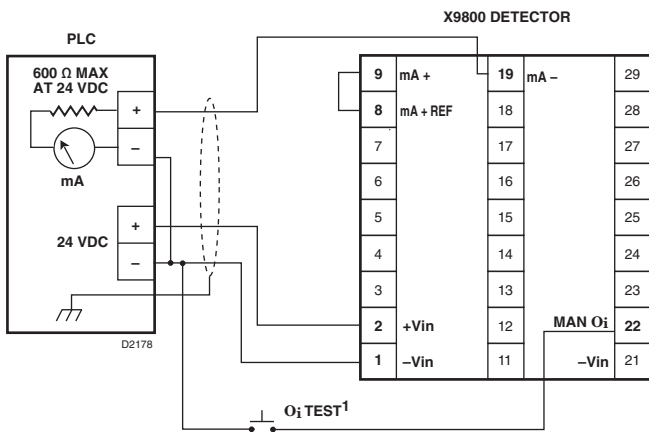 X9800 DETECTOR
PLC
600 Ω MAX
AT 24 VDC
+
–
mA
24 VDC
+
–
D2178
9 mA + 19 mA – 29
8 mA + REF 18 28
7 17 27
6 16 26
5 15 25
4 14 24
3 13 23
2 +Vin 12 MAN Oi 22
1 –Vin 11 –Vin 21
Oi TEST1